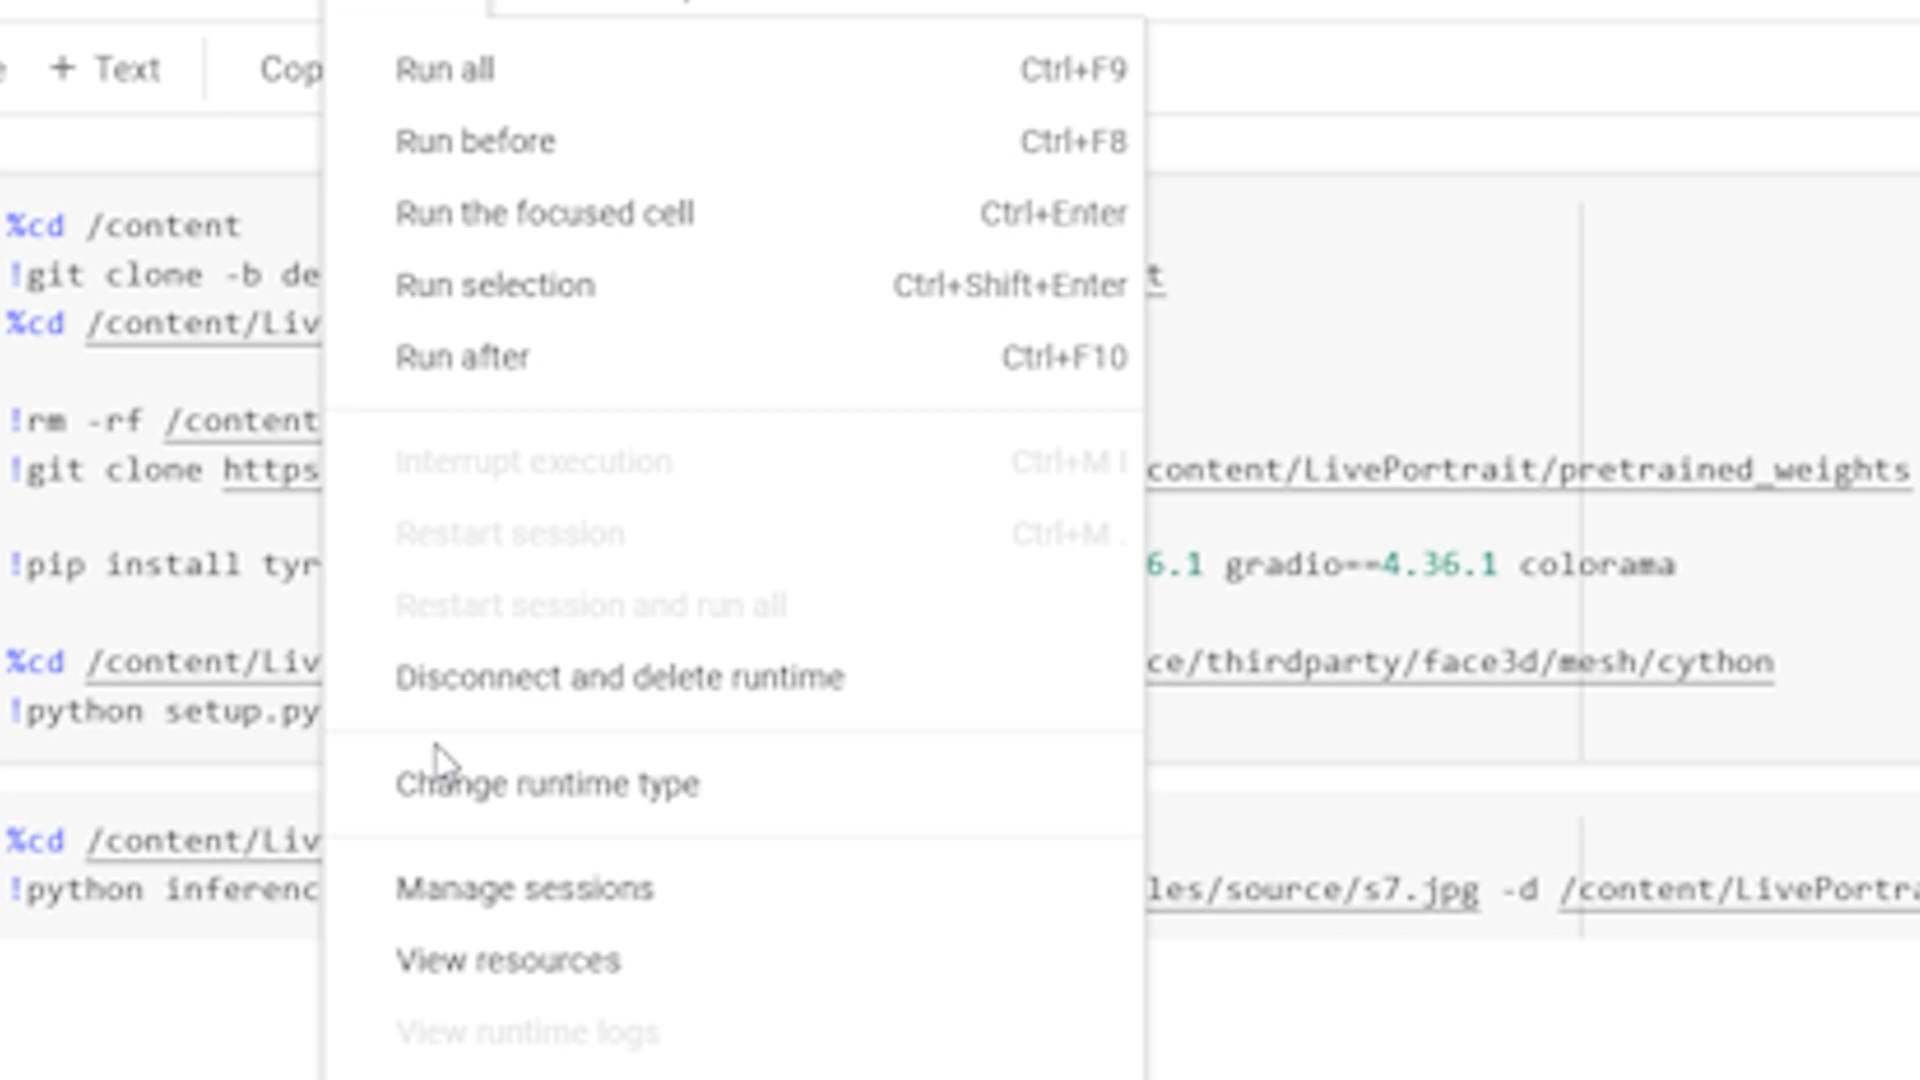 + Text
Cop
Run all Ctrl+F9
Run before Ctrl+F8
Run the focused cell Ctrl+Enter
Run selection Ctrl+Shift+Enter
Run after Ctrl+F10
Interrupt execution Ctrl+M I
Restart session Ctrl+M .
Restart session and run all
Disconnect and delete runtime
Change runtime type
Manage sessions
View resources
View runtime logs
%cd /content
!git clone -b de t
%cd /content/Liv
!rm -rf /content
!git clone https content/LivePortrait/pretrained_weights
!pip install tyr 6.1 gradio==4.36.1 colorama
%cd /content/Liv ce/thirdparty/face3d/mesh/cython
!python setup.py
%cd /content/Liv
!python inferenc les/source/s7.jpg -d /content/LivePortra